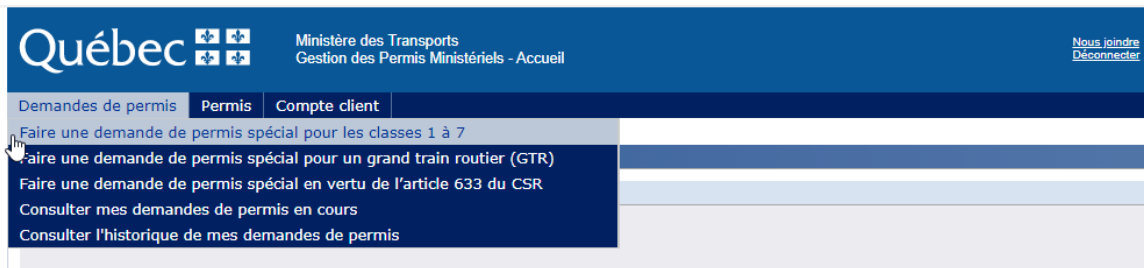 Québec
Ministère des Transports
Gestion des Permis Ministériels - Accueil
Nous joindre
Déconnecter
Demandes de permis Permis Compte client
Faire une demande de permis spécial pour les classes 1 à 7
Faire une demande de permis spécial pour un grand train routier (GTR)
Faire une demande de permis spécial en vertu de l’article 633 du CSR
Consulter mes demandes de permis en cours
Consulter l'historique de mes demandes de permis